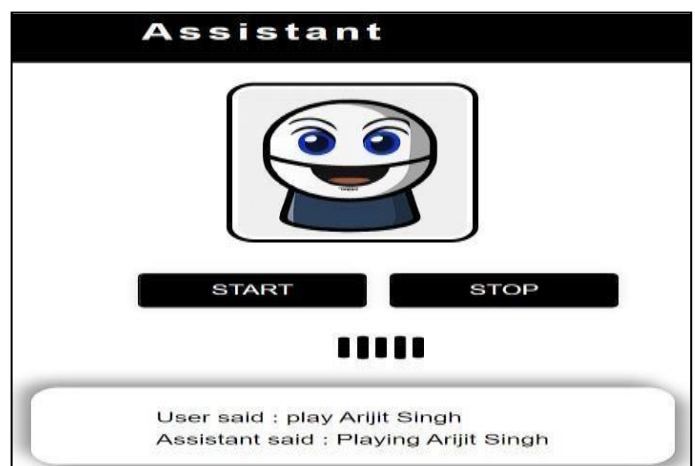 Assistant
START
STOP
User said : play Arijit Singh
Assistant said : Playing Arijit Singh